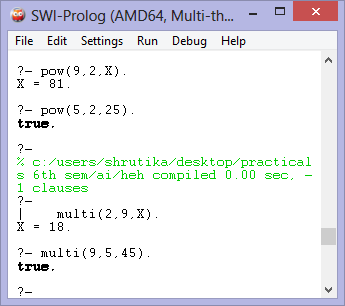 SWI-Prolog (AMD64, Multi-th...
File Edit Settings Run Debug Help
?- pow(9,2,X).
X = 81.
?- pow(5,2,25).
true.
?-
% c:/users/shrutika/desktop/practical
s 6th sem/ai/heh compiled 0.00 sec, -
1 clauses
?-
|    multi(2,9,X).
X = 18.
?- multi(9,5,45).
true.
?-